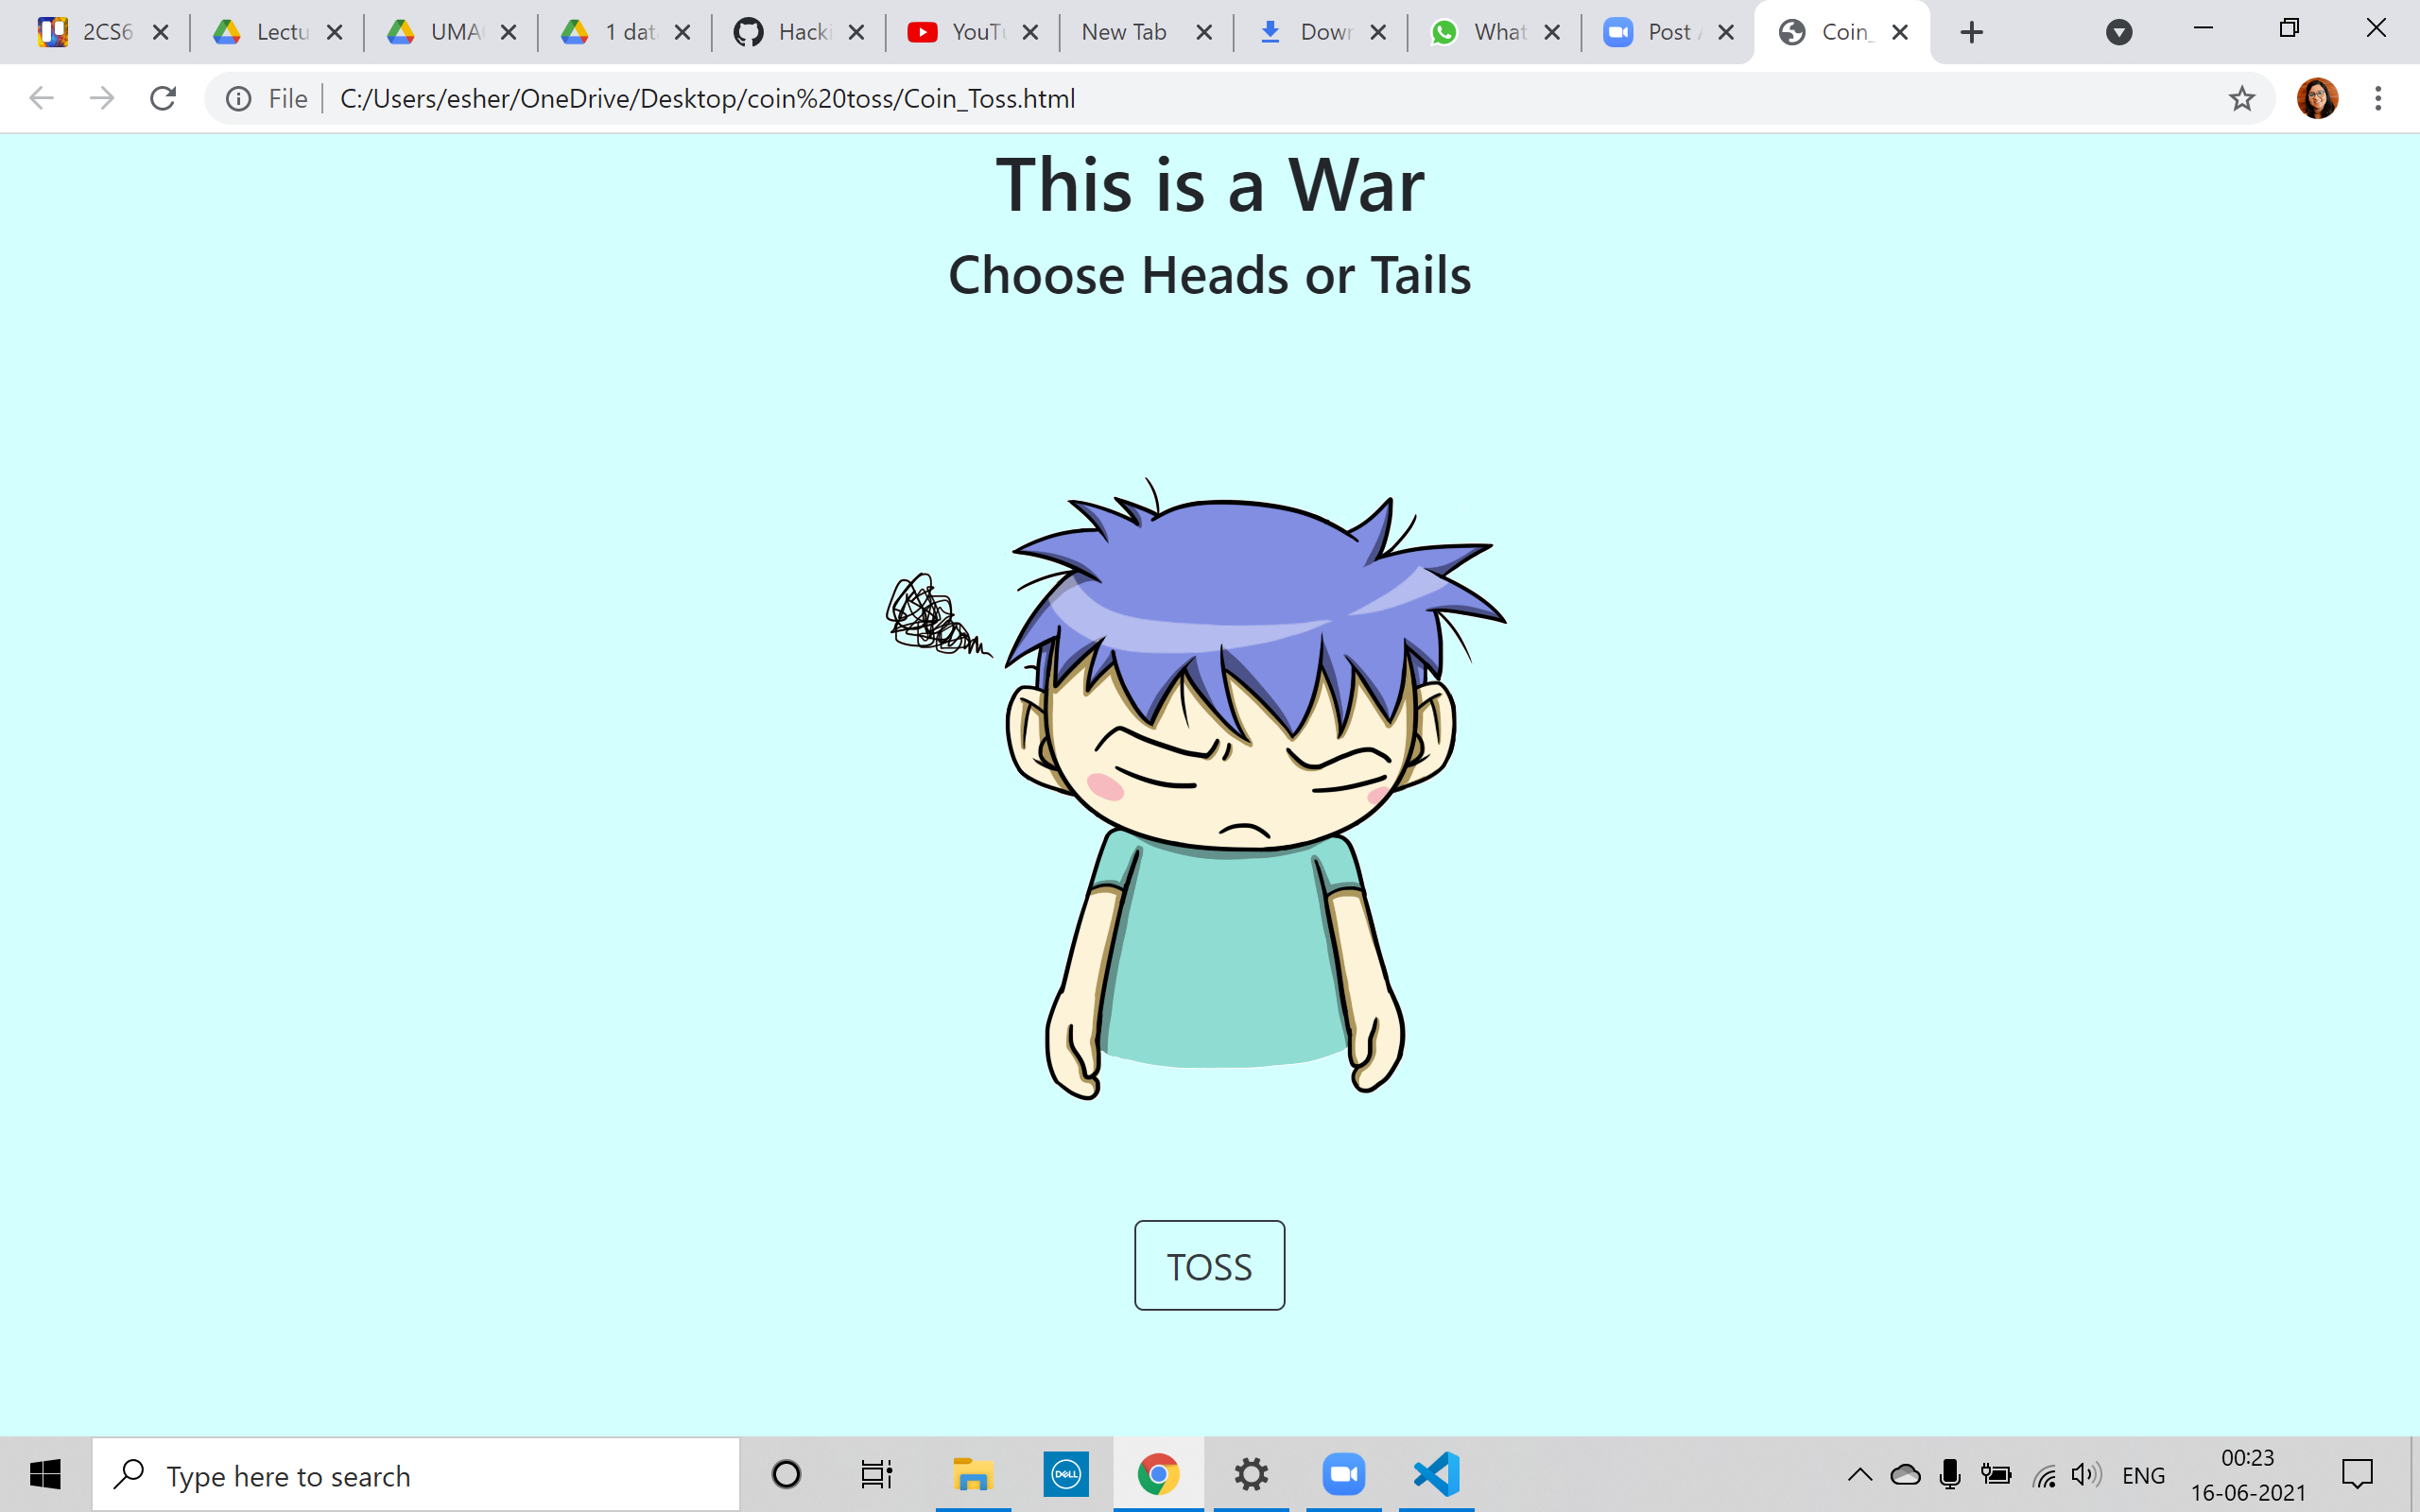 2CS6
Lectu
UMA
1 dat
Hacki
YouTu
New Tab
Dowr
What
Post
Coin_
File
C:/Users/esher/OneDrive/Desktop/coin%20toss/Coin_Toss.html
This is a War
Choose Heads or Tails
TOSS
Type here to search
DELL
ENG
00:23
16-06-2021